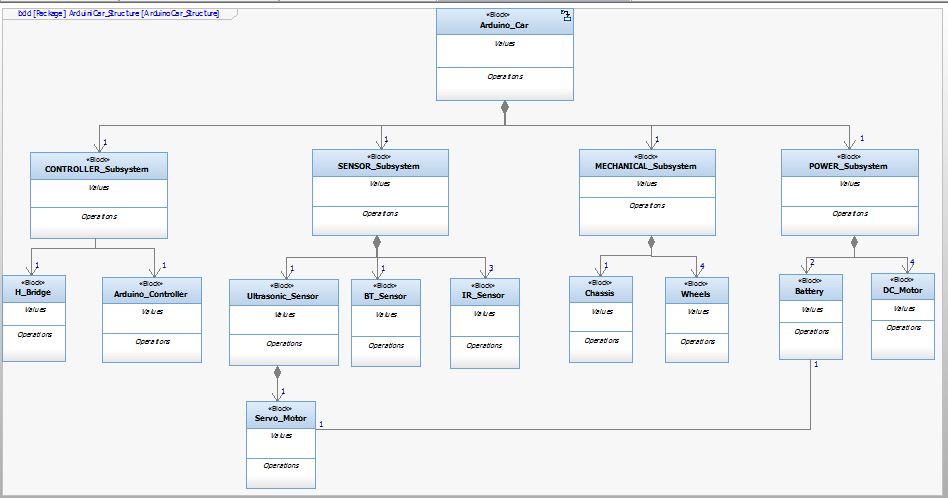 bdd [Package] ArduiniCar_Structure [ArduinoCar_Structure]
«Block»
Arduino_Car
Values
Operations
1
1
1
1
«Block»
CONTROLLER_Subsystem
Values
Operations
«Block»
SENSOR_Subsystem
Values
Operations
«Block»
MECHANICAL_Subsystem
Values
Operations
«Block»
POWER_Subsystem
Values
Operations
1
1
1
1
3
1
4
2
4
«Block»
H_Bridge
Values
Operations
«Block»
Arduino_Controller
Values
Operations
«Block»
Ultrasonic_Sensor
Values
Operations
«Block»
BT_Sensor
Values
Operations
«Block»
IR_Sensor
Values
Operations
«Block»
Chassis
Values
Operations
«Block»
Wheels
Values
Operations
«Block»
Battery
Values
Operations
«Block»
DC_Motor
Values
Operations
1
1
«Block»
Servo_Motor
Values
Operations
1